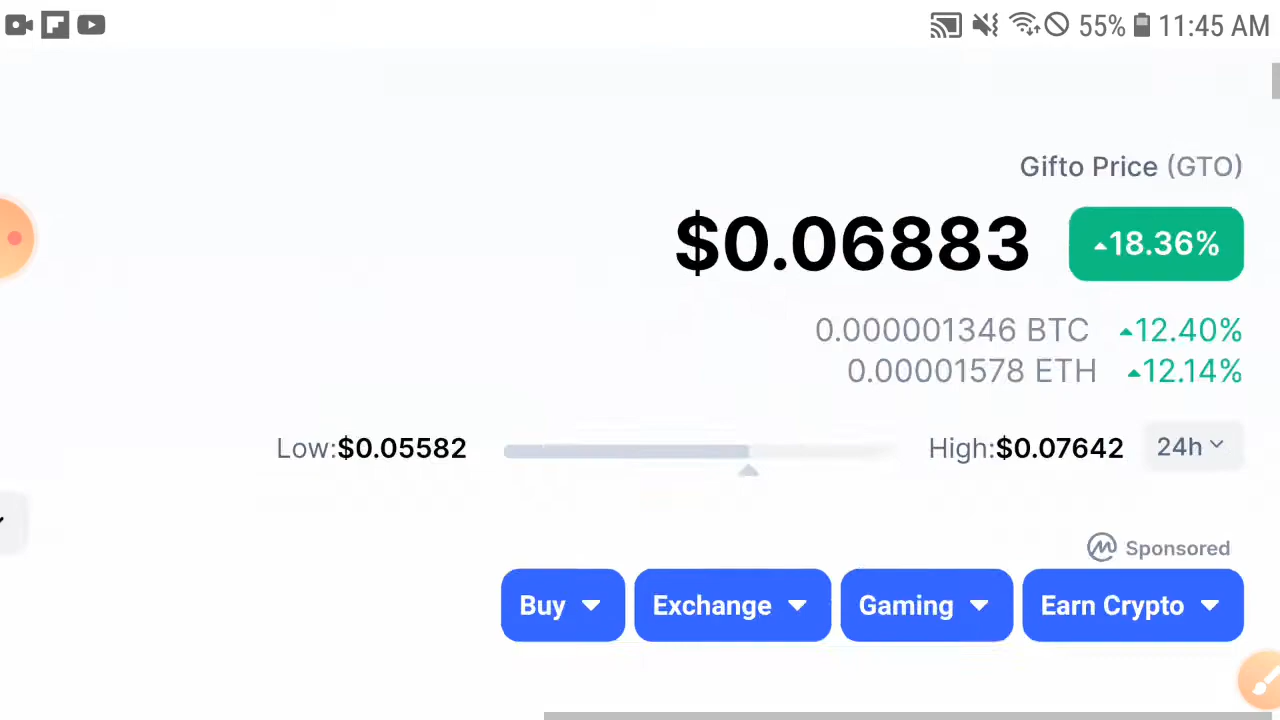 55% 11:45 AM
Gifto Price (GTO)
$0.06883 18.36%
0.000001346 BTC 12.40%
0.00001578 ETH 12.14%
Low:$0.05582 High:$0.07642 24h
Sponsored
Buy Exchange Gaming Earn Crypto